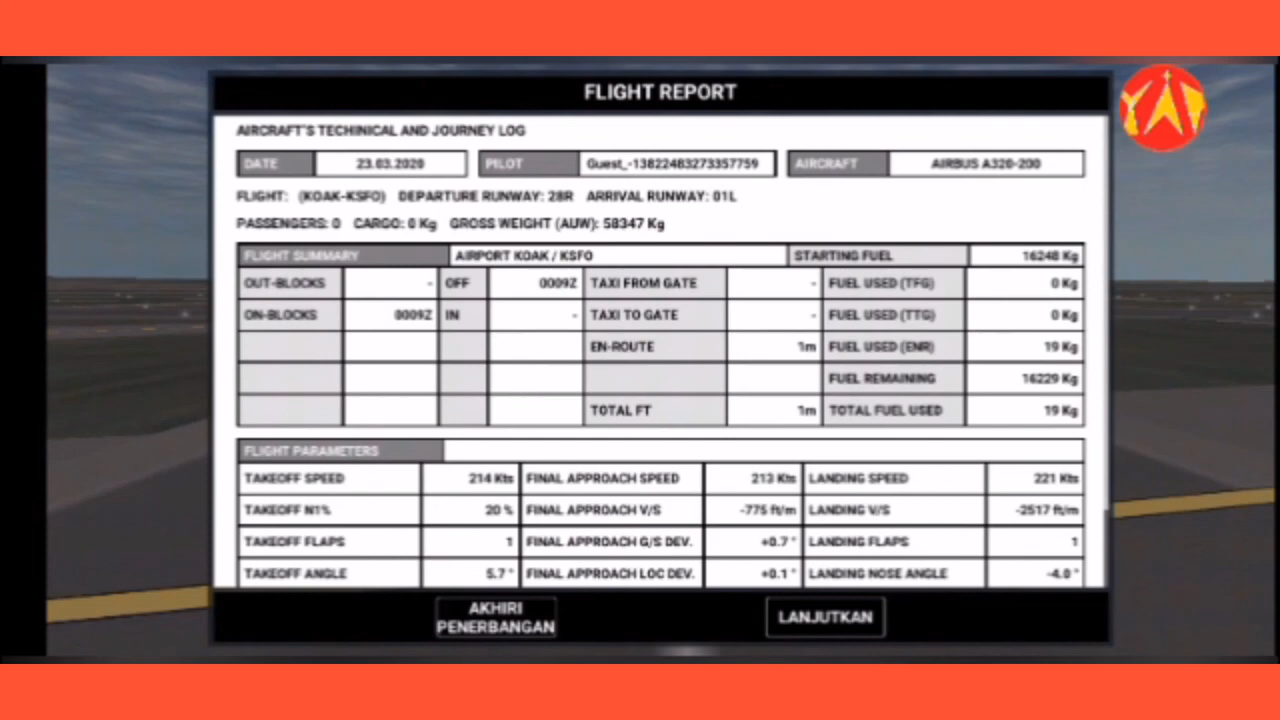 FLIGHT REPORT
AIRCRAFT'S TECHINICAL AND JOURNEY LOG
DATE 23.03.2020 PILOT Guest_-13822483273357759 AIRCRAFT AIRBUS A320-200
FLIGHT: (KOAK-KSFO) DEPARTURE RUNWAY: 28R ARRIVAL RUNWAY: 01L
PASSENGERS: 0 CARGO: 0 Kg GROSS WEIGHT (AUW): 58347 Kg
FLIGHT SUMMARY AIRPORT KOAK / KSFO STARTING FUEL 16248 Kg
OUT-BLOCKS - OFF 0009Z TAXI FROM GATE - FUEL USED (TFG) 0 Kg
ON-BLOCKS 0009Z IN - TAXI TO GATE - FUEL USED (TTG) 0 Kg
EN-ROUTE 1m FUEL USED (ENR) 19 Kg
FUEL REMAINING 16229 Kg
TOTAL FT 1m TOTAL FUEL USED 19 Kg
FLIGHT PARAMETERS
TAKEOFF SPEED 214 Kts FINAL APPROACH SPEED 213 Kts LANDING SPEED 221 Kts
TAKEOFF N1% 20 % FINAL APPROACH V/S -775 ft/m LANDING V/S -2517 ft/m
TAKEOFF FLAPS 1 FINAL APPROACH G/S DEV. +0.7 ° LANDING FLAPS 1
TAKEOFF ANGLE 5.7 ° FINAL APPROACH LOC DEV. +0.1 ° LANDING NOSE ANGLE -4.0 °
AKHIRI
PENERBANGAN
LANJUTKAN